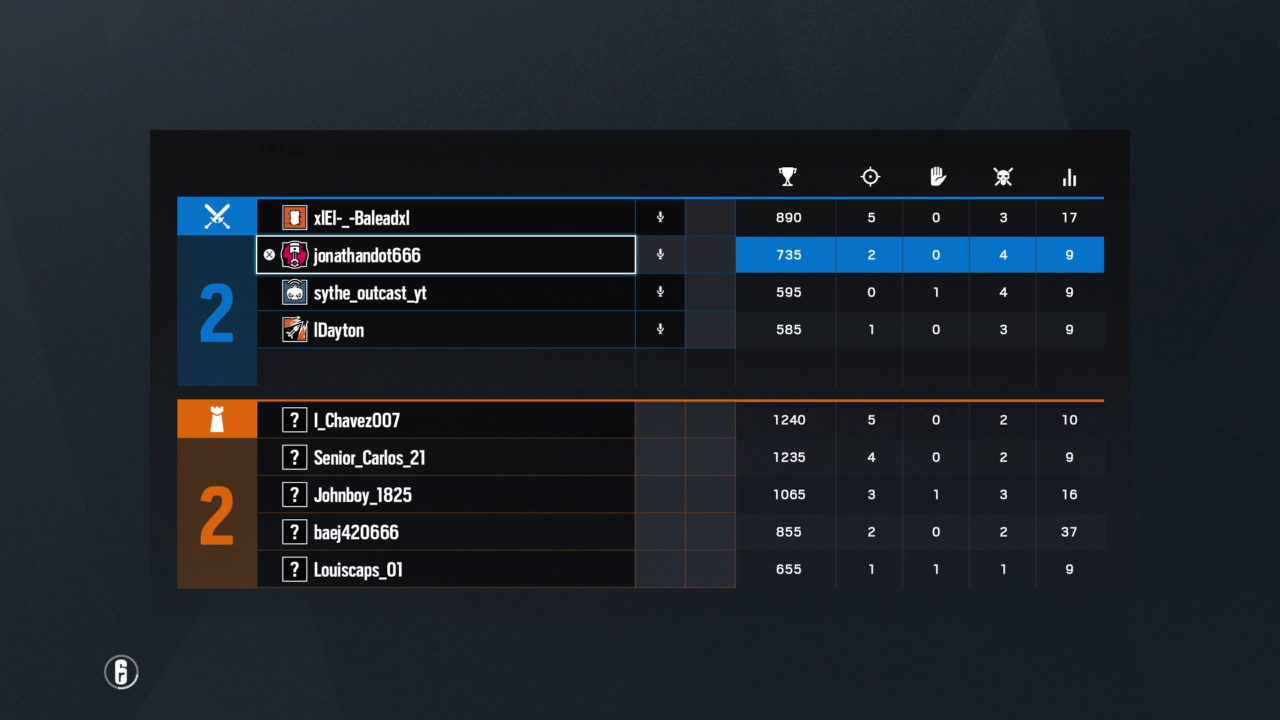 xIEI-_-Baleadxl 890 5 0 3 17
jonathandot666 735 2 0 4 9
2
sythe_outcast_yt 595 0 1 4 9
IDayton 585 1 0 3 9
? I_Chavez007 1240 5 0 2 10
? Senior_Carlos_21 1235 4 0 2 9
2
? Johnboy_1825 1065 3 1 3 16
? baej420666 855 2 0 2 37
? Louiscaps_01 655 1 1 1 9
6